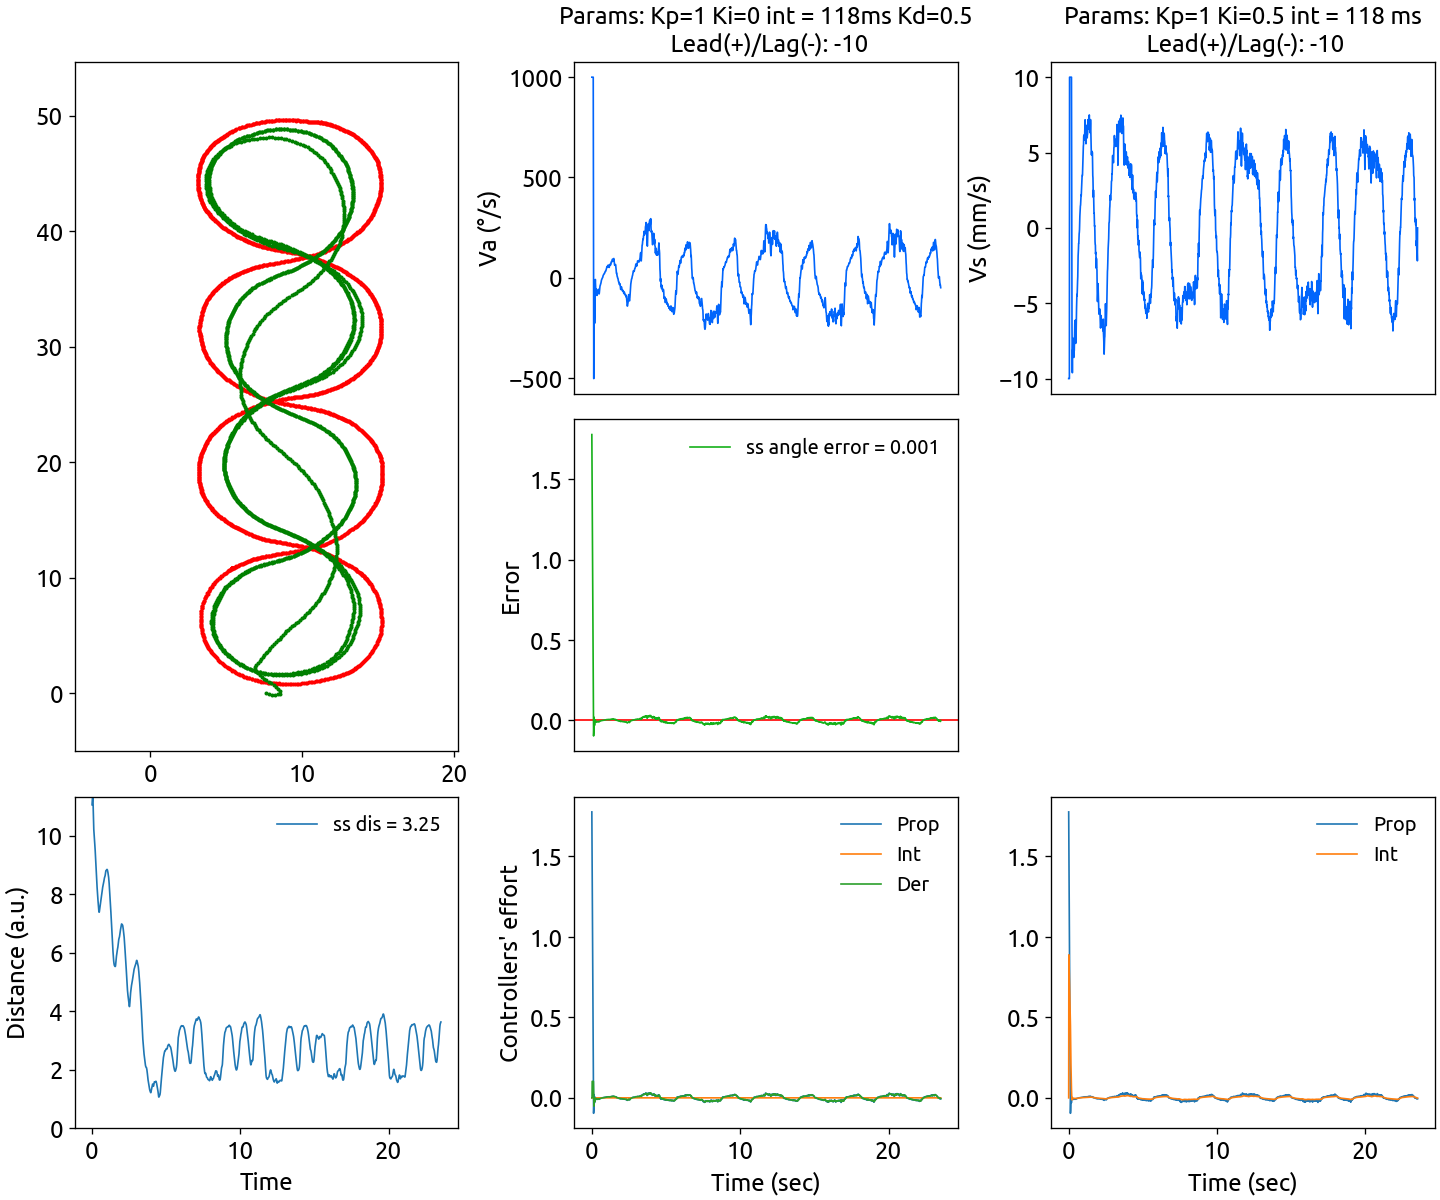 Params: Kp=1 Ki=0 int = 118ms Kd=0.5
Lead(+)/Lag(-): -10
Params: Kp=1 Ki=0.5 int = 118 ms
Lead(+)/Lag(-): -10
50
40
30
20
10
0
0
10
20
Va (°/s)
1000
500
0
−500
Vs (mm/s)
10
5
0
−5
−10
Error
1.5
1.0
0.5
0.0
ss angle error = 0.001
Distance (a.u.)
10
8
6
4
2
0
ss dis = 3.25
0
10
20
Time
Controllers' effort
1.5
1.0
0.5
0.0
Prop
Int
Der
0
10
20
Time (sec)
1.5
1.0
0.5
0.0
Prop
Int
0
10
20
Time (sec)